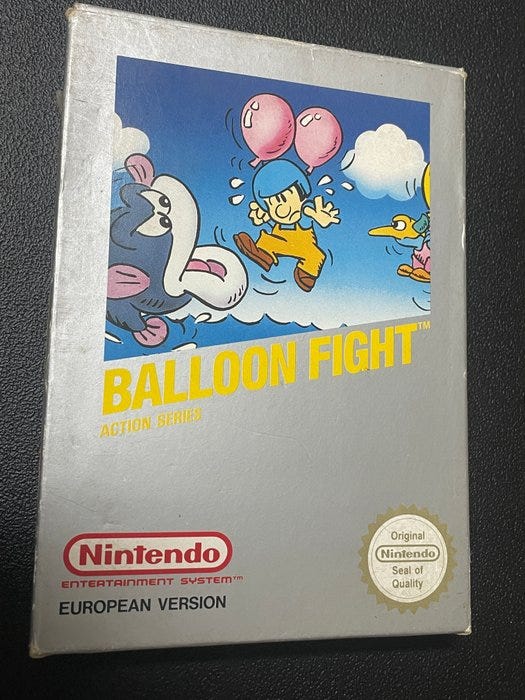 BALLOON FIGHT™
ACTION SERIES
Nintendo
ENTERTAINMENT SYSTEM™
EUROPEAN VERSION
Original
Nintendo
Seal of
Quality